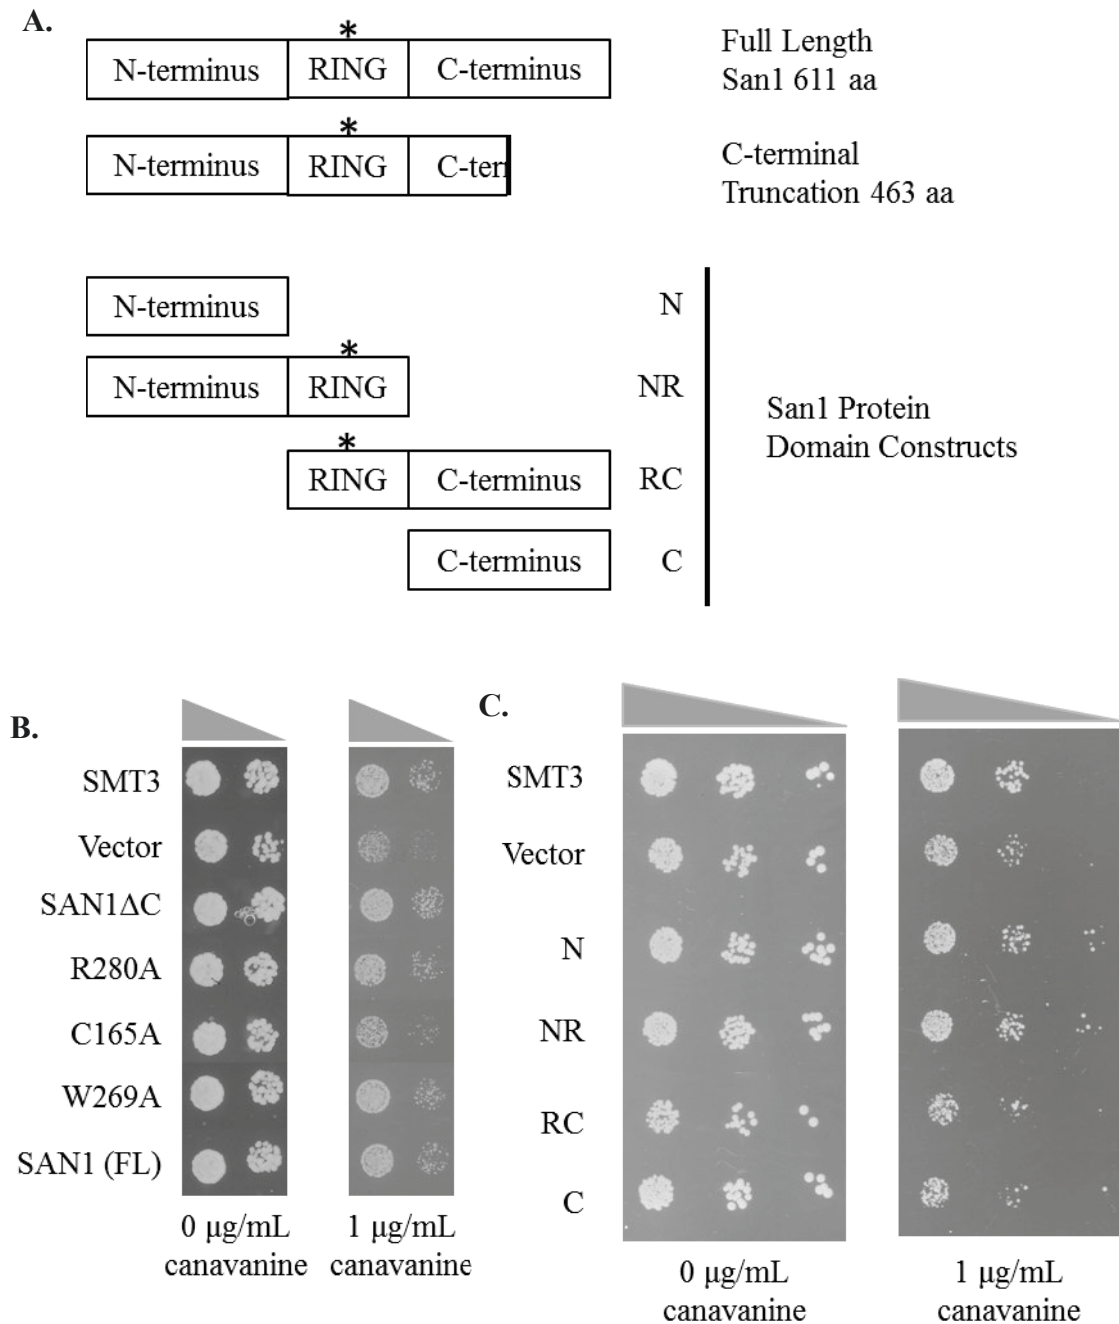 A.
*
N-terminus RING C-terminus
Full Length
San1 611 aa
*
N-terminus RING C-ter
C-terminal
Truncation 463 aa
N-terminus
N
*
N-terminus RING
NR
San1 Protein
Domain Constructs
*
RING C-terminus
RC
C-terminus
C
B.
SMT3
Vector
SAN1ΔC
R280A
C165A
W269A
SAN1 (FL)
0 µg/mL
canavanine
1 µg/mL
canavanine
C.
SMT3
Vector
N
NR
RC
C
0 µg/mL
canavanine
1 µg/mL
canavanine